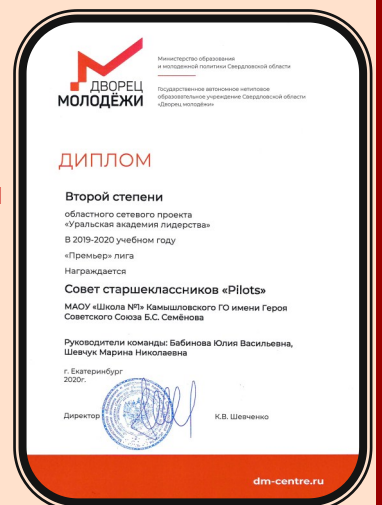 ДВОРЕЦ
МОЛОДЁЖИ
Министерство образования
и молодежной политики Свердловской области
Государственное автономное нетиповое
образовательное учреждение Свердловской области
«Дворец молодёжи»
ДИПЛОМ
Второй степени
областного сетевого проекта
«Уральская академия лидерства»
В 2019-2020 учебном году
«Премьер» лига
Награждается
Совет старшеклассников «Pilots»
МАОУ «Школа №1» Камышловского ГО имени Героя
Советского Союза Б.С. Семёнова
Руководители команды: Бабинова Юлия Васильевна,
Шевчук Марина Николаевна
г. Екатеринбург
2020г.
Директор
К.В. Шевченко
dm-centre.ru